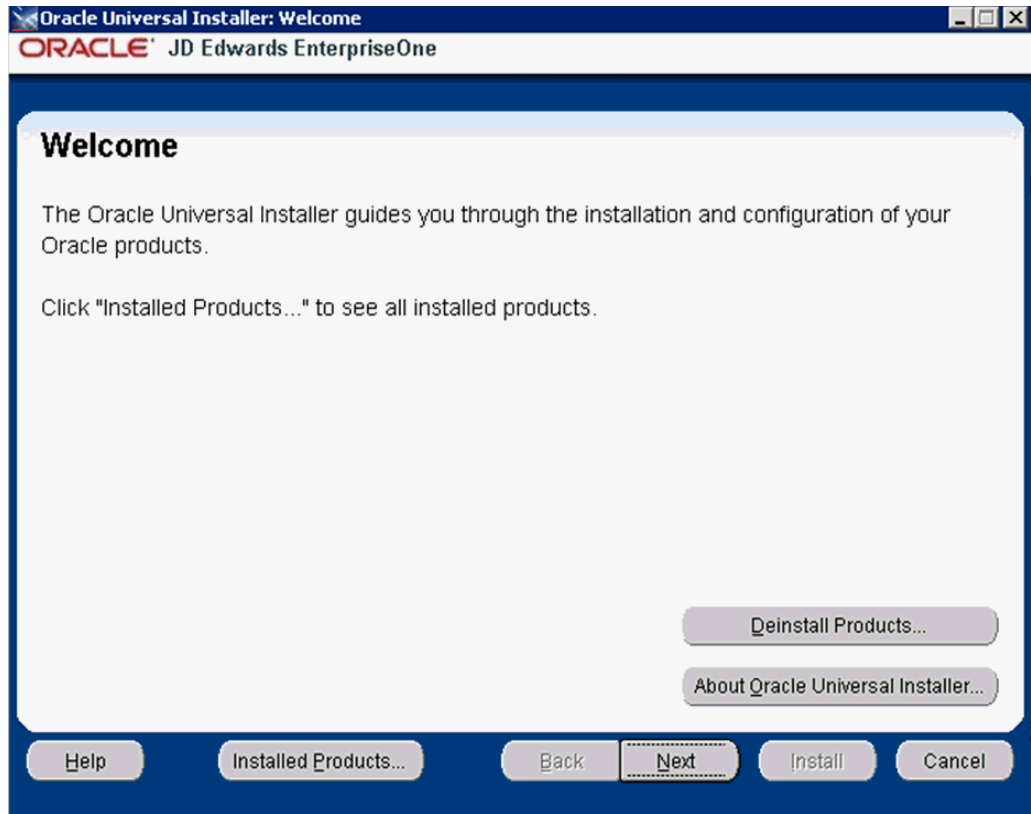 Oracle Universal Installer: Welcome
ORACLE' JD Edwards EnterpriseOne
Welcome
The Oracle Universal Installer guides you through the installation and configuration of your
Oracle products.
Click "Installed Products..." to see all installed products.
Deinstall Products...
About Oracle Universal Installer...
Help Installed Products... Back Next Install Cancel